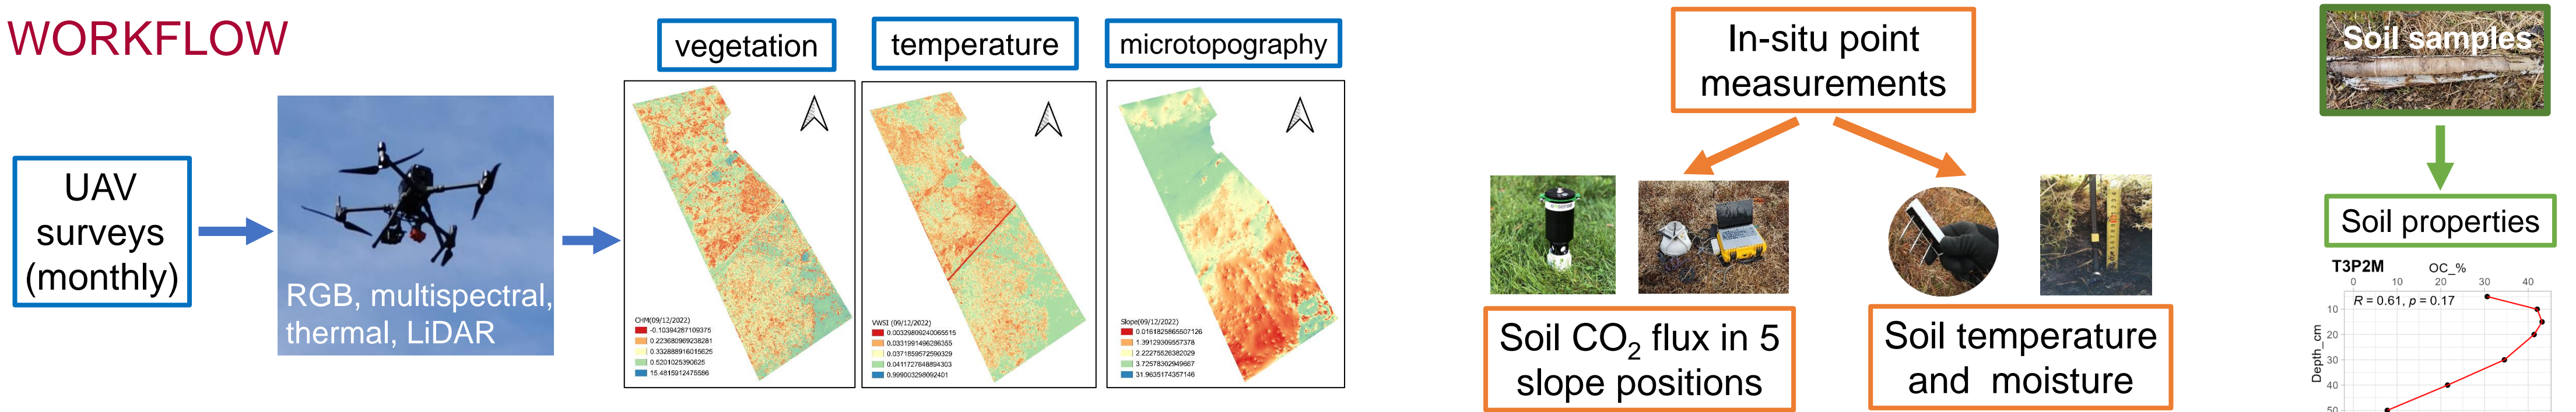 WORKFLOW
UAV
surveys
(monthly)
RGB, multispectral,
thermal, LiDAR
vegetation
temperature
microtopography
CHM(09/12/2022)
-0.10394287109375
0.223680969238281
0.332888916015625
0.5201025390625
15.4815912475586
VWSI (09/12/2022)
0.00329809240065515
0.0331991496286355
0.0371859572590329
0.0411727648894303
0.999003298692401
Slope(09/12/2022)
0.0161825865507126
1.39129309557378
2.22275526382029
3.72578302949667
31.9635174357146
In-situ point
measurements
Soil CO₂ flux in 5
slope positions
Soil temperature
and moisture
Soil samples
Soil properties
T3P2M
OC_%
0 10 20 30 40
R = 0.61, p = 0.17
Depth_cm
10
20
30
40
50